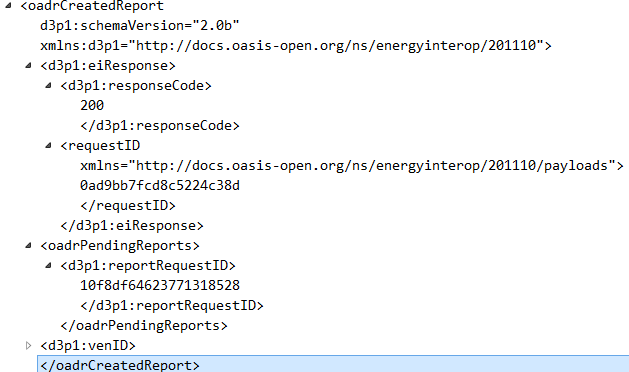 <oadrCreatedReport
d3p1:schemaVersion="2.0b"
xmlns:d3p1="http://docs.oasis-open.org/ns/energyinterop/201110">
<d3p1:eiResponse>
<d3p1:responseCode>
200
</d3p1:responseCode>
<requestID
xmlns="http://docs.oasis-open.org/ns/energyinterop/201110/payloads">
0ad9bb7fcd8c5224c38d
</requestID>
</d3p1:eiResponse>
<oadrPendingReports>
<d3p1:reportRequestID>
10f8df64623771318528
</d3p1:reportRequestID>
</oadrPendingReports>
<d3p1:venID>
</oadrCreatedReport>